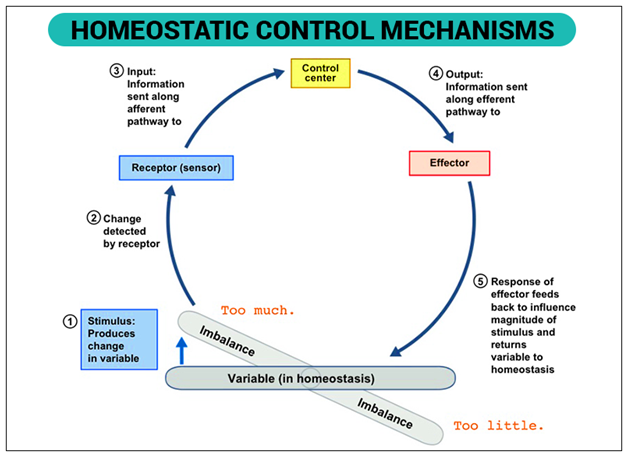 HOMEOSTATIC CONTROL MECHANISMS
③ Input:
Information
sent along
afferent
pathway to
Control
center
④ Output:
Information sent
along efferent
pathway to
Receptor (sensor)
Effector
② Change
detected
by receptor
① Stimulus:
Produces
change
in variable
Too much.
Imbalance
⑤ Response of
effector feeds
back to influence
magnitude of
stimulus and
returns
variable to
homeostasis
Variable (in homeostasis)
Imbalance
Too little.